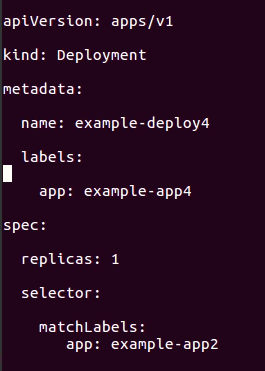 apiVersion: apps/v1
kind: Deployment
metadata:
  name: example-deploy4
  labels:
    app: example-app4
spec:
  replicas: 1
  selector:
    matchLabels:
       app: example-app2